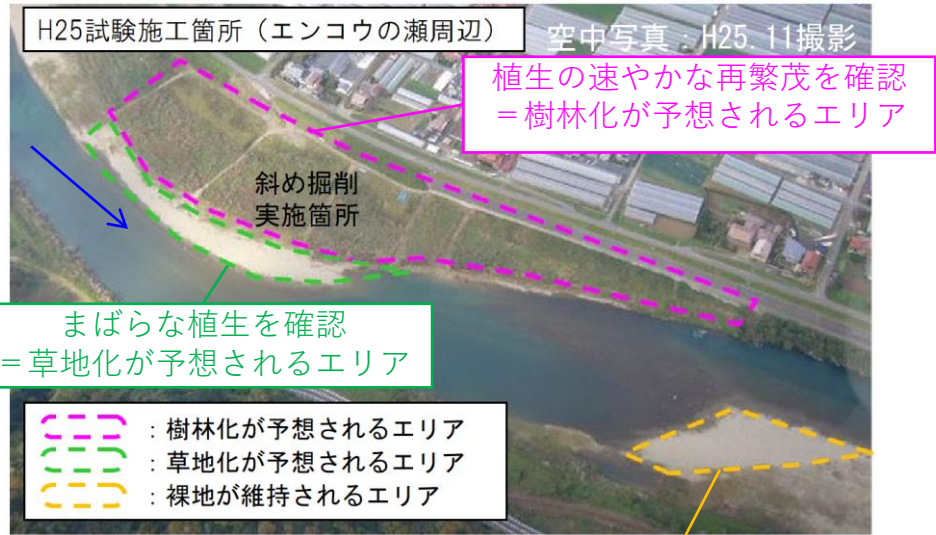 H25試験施工箇所（エンコウの瀬周辺）
空中写真：H25.11撮影
植生の速やかな再繁茂を確認
＝樹林化が予想されるエリア
斜め掘削
実施箇所
まばらな植生を確認
＝草地化が予想されるエリア
：樹林化が予想されるエリア
：草地化が予想されるエリア
：裸地が維持されるエリア